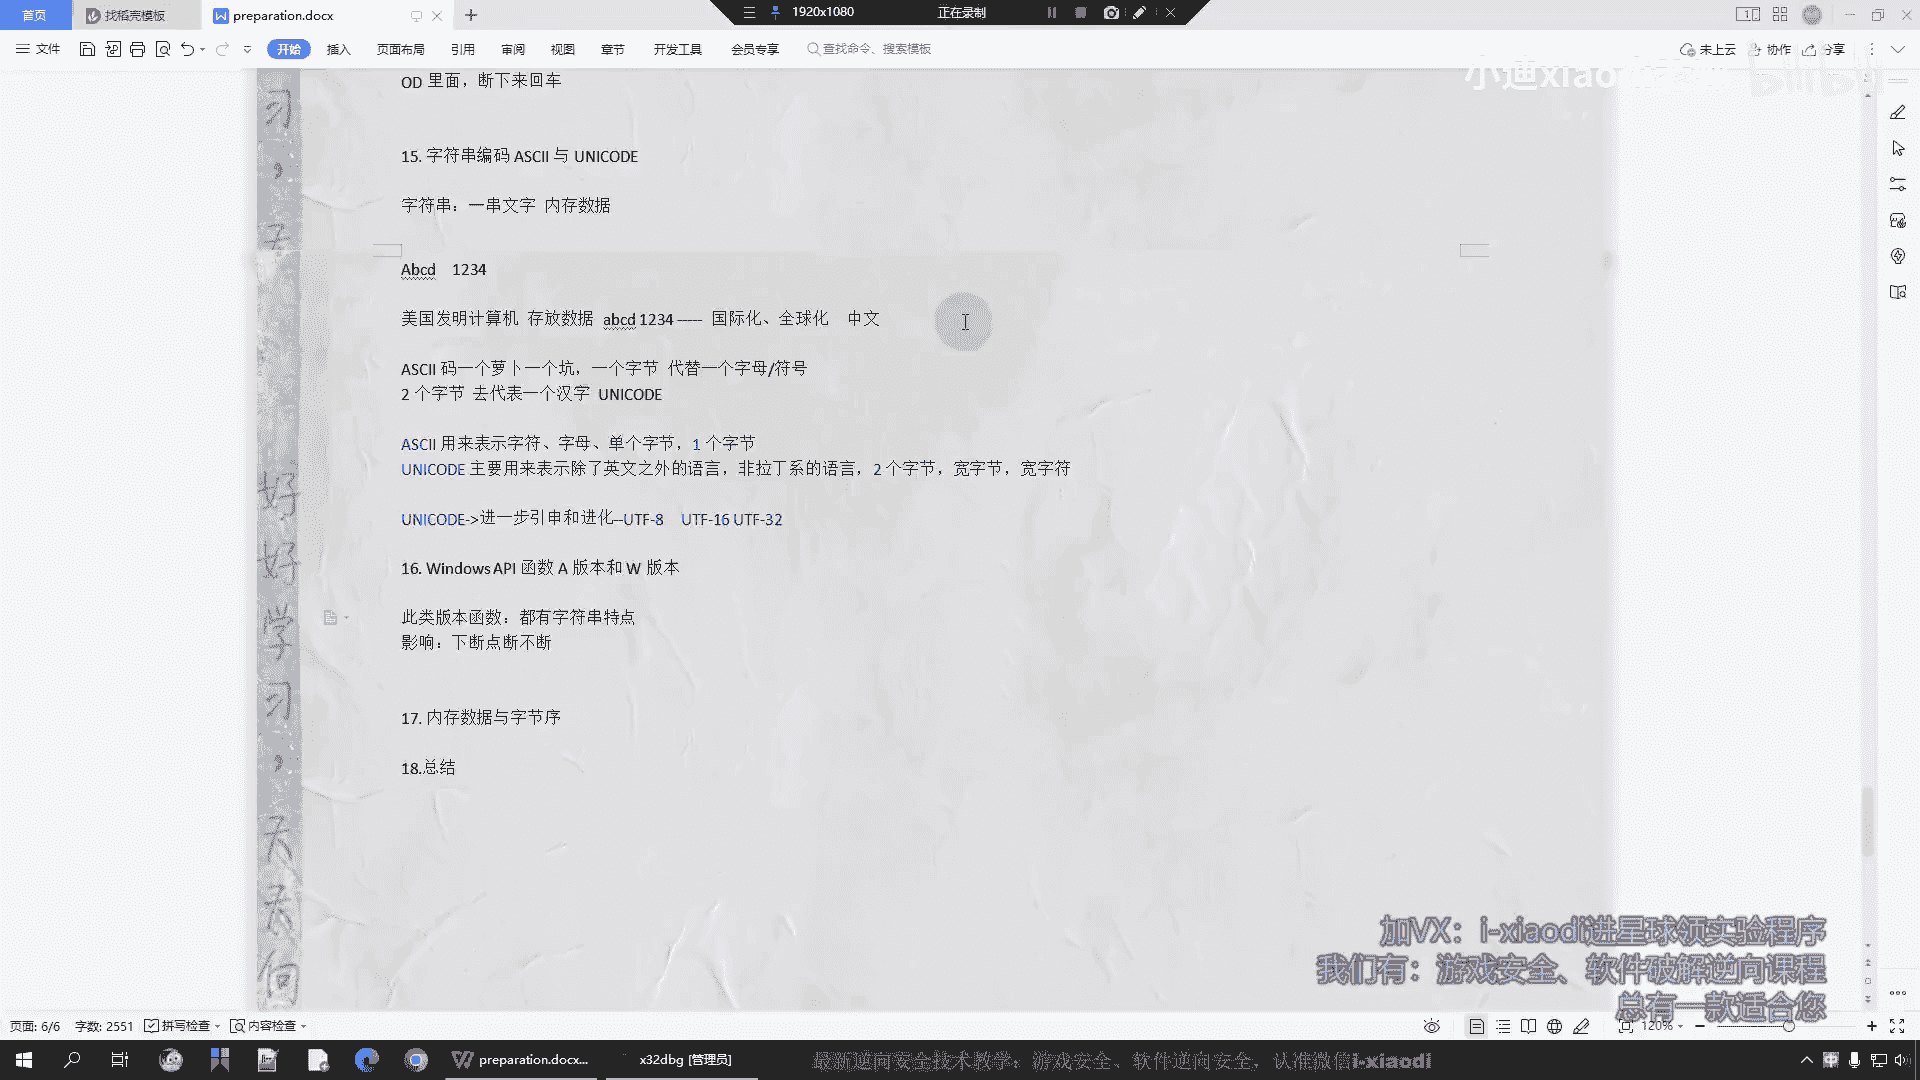 首页
找稻壳模板
preparation.docx
1920x1080
正在录制
文件
开始
插入
页面布局
引用
审阅
视图
章节
开发工具
会员专享
查找命令、搜索模板
未上云
协作
分享
小迪xiao
bilibili
OD 里面，断下来回车
15. 字符串编码 ASCII 与 UNICODE
字符串：一串文字 内存数据
Abcd 1234
美国发明计算机 存放数据 abcd 1234 ----- 国际化、全球化 中文
ASCII 码一个萝卜一个坑，一个字节 代替一个字母/符号
2 个字节 去代表一个汉字 UNICODE
ASCII 用来表示字符、字母、单个字节，1 个字节
UNICODE 主要用来表示除了英文之外的语言，非拉丁系的语言，2 个字节，宽字节，宽字符
UNICODE->进一步引申和进化--UTF-8 UTF-16 UTF-32
16. Windows API 函数 A 版本和 W 版本
此类版本函数：都有字符串特点
影响：下断点断不断
17. 内存数据与字节序
18.总结
习，天
好好学习，天天向
加VX：i-xiaodi进星球领实验程序
我们有：游戏安全、软件破解逆向课程
总有一款适合您
页面: 6/6
字数: 2551
拼写检查
内容检查
120%
preparation.docx...
x32dbg [管理员]
最新逆向安全技术教学：游戏安全、软件逆向安全，认准微信i-xiaodi